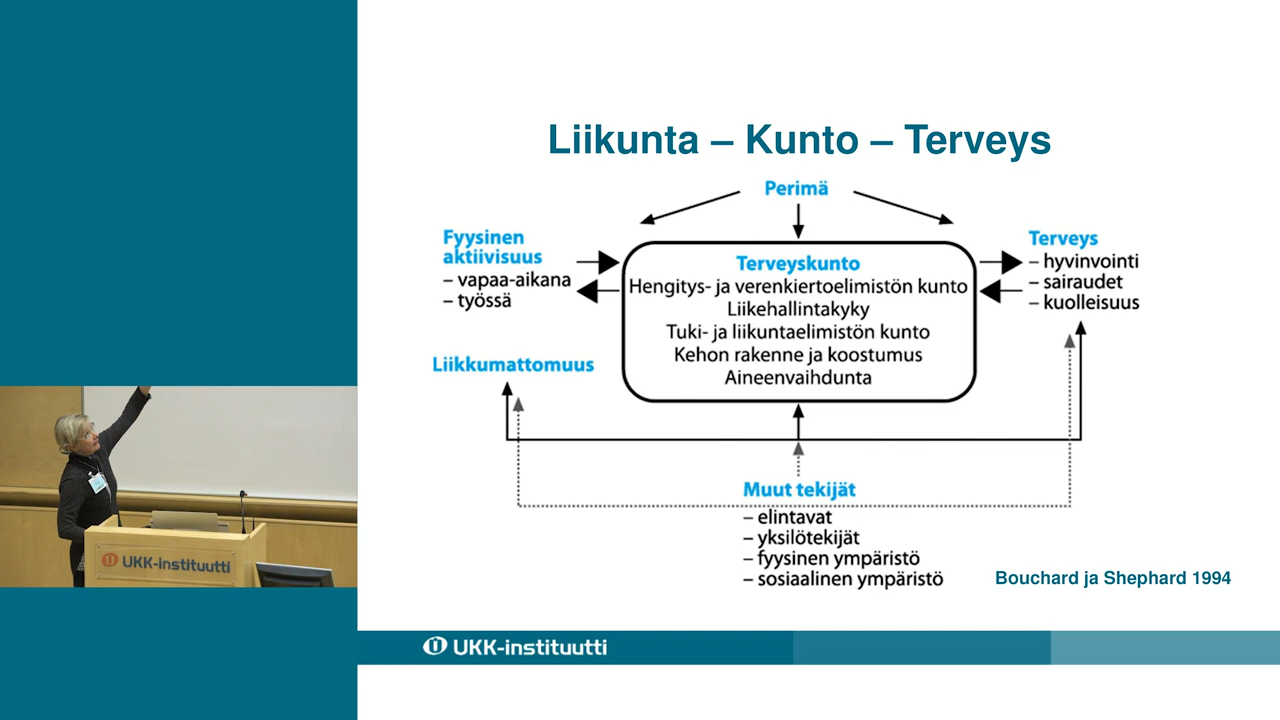 Liikunta – Kunto – Terveys
Perimä
Fyysinen
aktiivisuus
– vapaa-aikana
– työssä
Terveyskunto
Hengitys- ja verenkiertoelimistön kunto
Liikehallintakyky
Tuki- ja liikuntaelimistön kunto
Kehon rakenne ja koostumus
Aineenvaihdunta
Terveys
– hyvinvointi
– sairaudet
– kuolleisuus
Liikkumattomuus
Muut tekijät
– elintavat
– yksilötekijät
– fyysinen ympäristö
– sosiaalinen ympäristö
Bouchard ja Shephard 1994
UKK-instituutti
UKK-instituutti